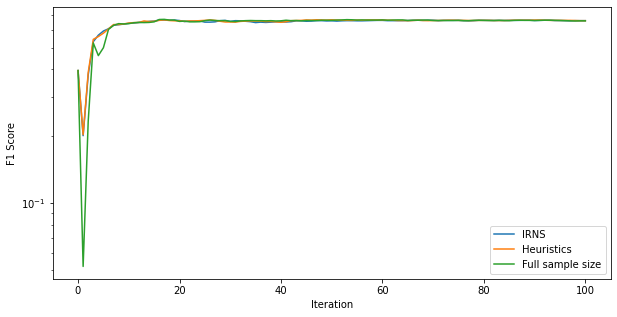 F1 Score
10⁻¹
0
20
40
60
80
100
Iteration
IRNS
Heuristics
Full sample size